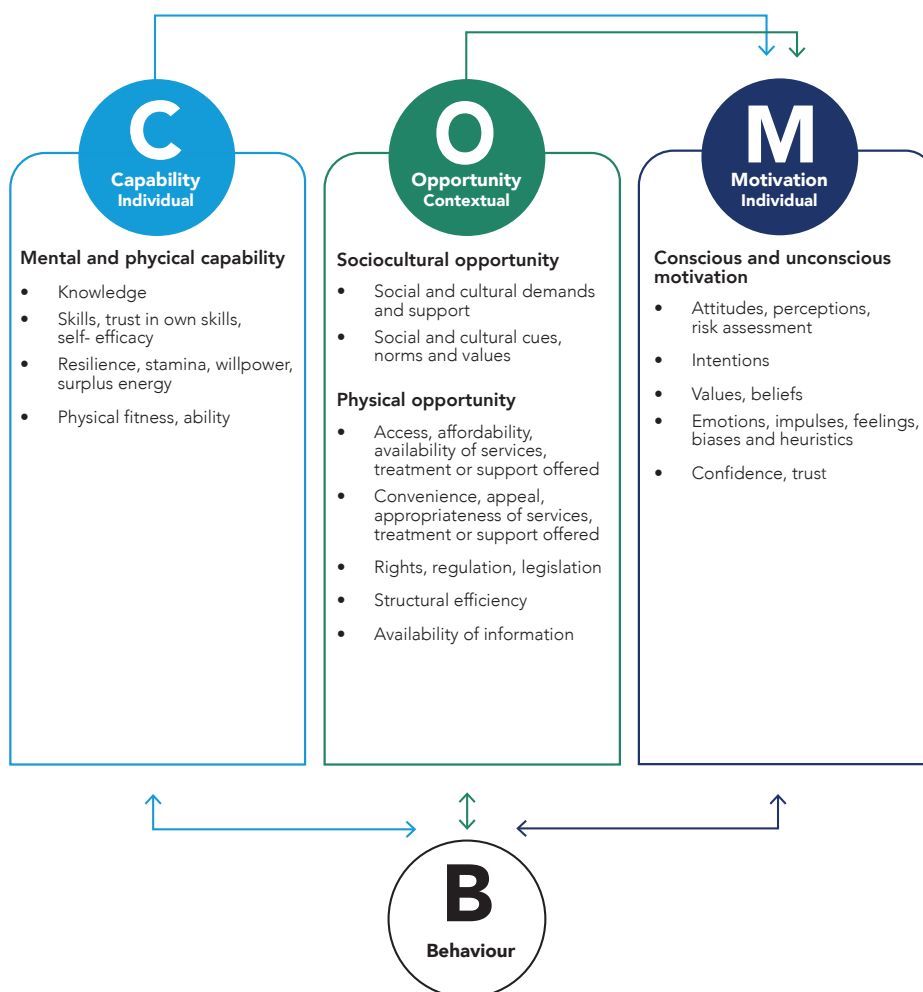 C
Capability
Individual
Mental and phycical capability
• Knowledge
• Skills, trust in own skills,
self- efficacy
• Resilience, stamina, willpower,
surplus energy
• Physical fitness, ability
O
Opportunity
Contextual
Sociocultural opportunity
• Social and cultural demands
and support
• Social and cultural cues,
norms and values
Physical opportunity
• Access, affordability,
availability of services,
treatment or support offered
• Convenience, appeal,
appropriateness of services,
treatment or support offered
• Rights, regulation, legislation
• Structural efficiency
• Availability of information
M
Motivation
Individual
Conscious and unconscious
motivation
• Attitudes, perceptions,
risk assessment
• Intentions
• Values, beliefs
• Emotions, impulses, feelings,
biases and heuristics
• Confidence, trust
B
Behaviour